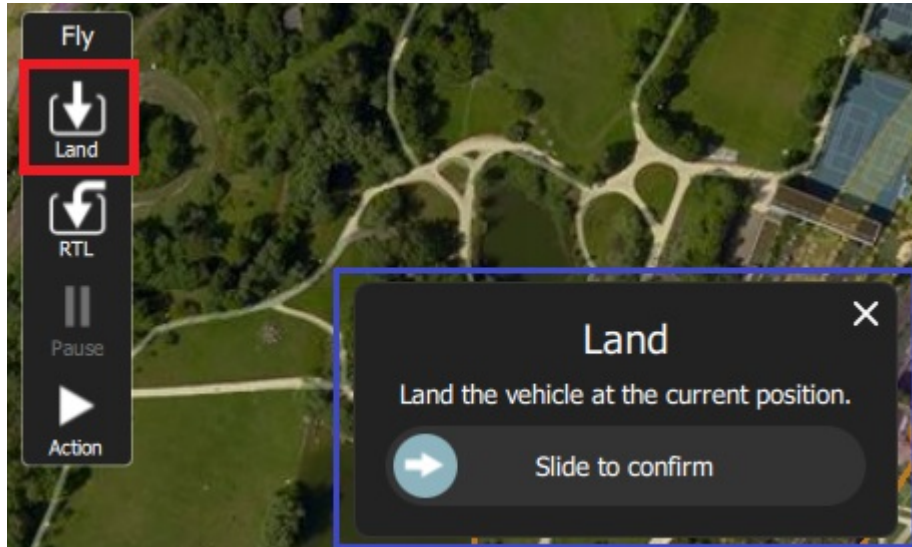 Fly
Land
RTL
Pause
Action
Land
Land the vehicle at the current position.
Slide to confirm